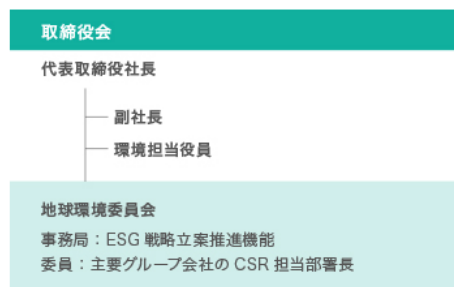 取締役会
代表取締役社長
副社長
環境担当役員
地球環境委員会
事務局：ESG 戦略立案推進機能
委員：主要グループ会社の CSR 担当部署長